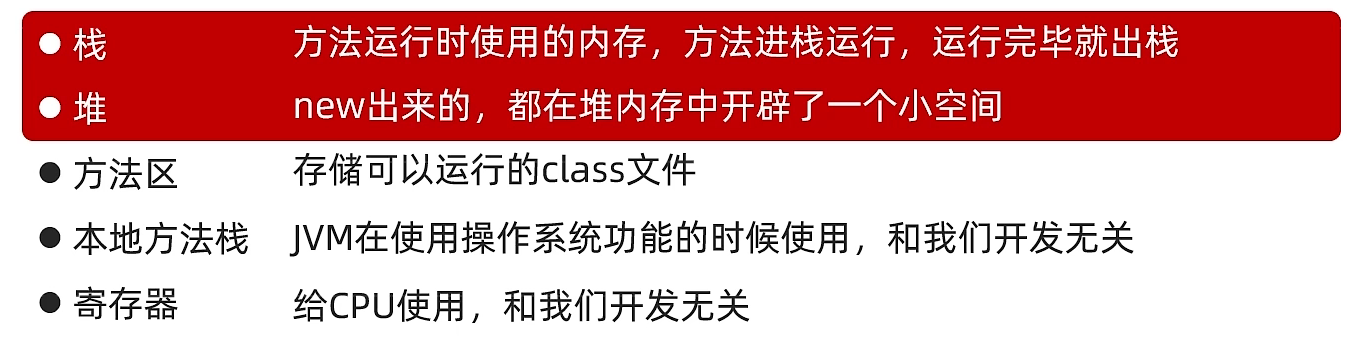 ● 栈 方法运行时使用的内存，方法进栈运行，运行完毕就出栈
● 堆 new出来的，都在堆内存中开辟了一个小空间
● 方法区 存储可以运行的class文件
● 本地方法栈 JVM在使用操作系统功能的时候使用，和我们开发无关
● 寄存器 给CPU使用，和我们开发无关